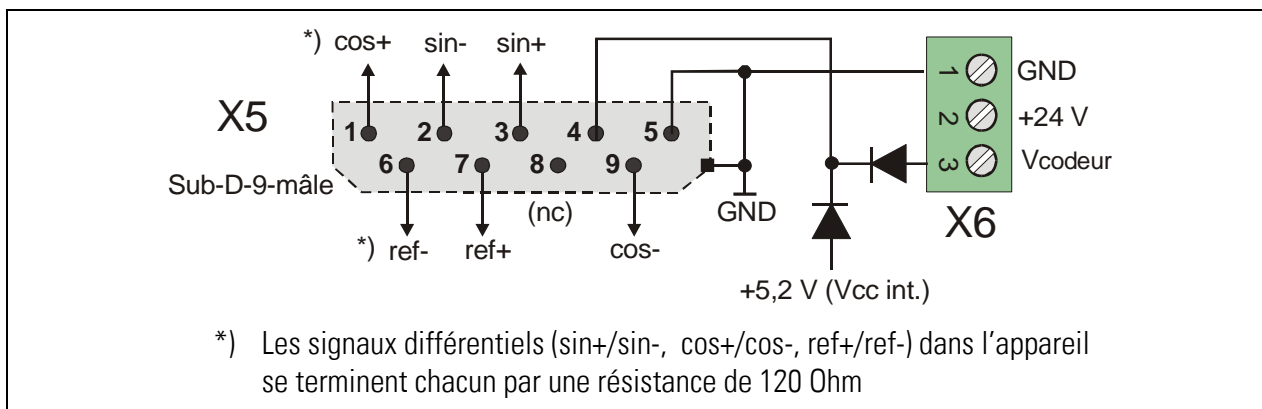 *) cos+ sin- sin+
X5
1 2 3 4 5
6 7 8 9
Sub-D-9-mâle
(nc)
*) ref- ref+ cos-
GND
1 GND
2 +24 V
3 Vcodeur
X6
+5,2 V (Vcc int.)
*) Les signaux différentiels (sin+/sin-, cos+/cos-, ref+/ref-) dans l’appareil
se terminent chacun par une résistance de 120 Ohm